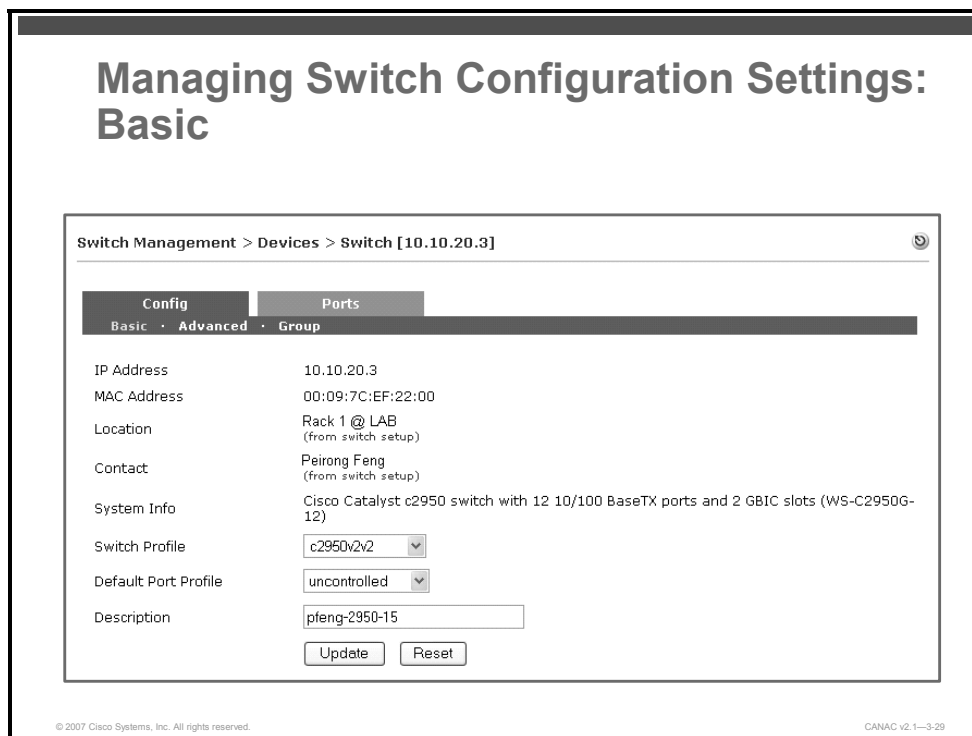 Managing Switch Configuration Settings:
Basic
Switch Management > Devices > Switch [10.10.20.3]
Config
Ports
Basic · Advanced · Group
IP Address 10.10.20.3
MAC Address 00:09:7C:EF:22:00
Location Rack 1 @ LAB
(from switch setup)
Contact Peirong Feng
(from switch setup)
System Info Cisco Catalyst c2950 switch with 12 10/100 BaseTX ports and 2 GBIC slots (WS-C2950G-
12)
Switch Profile c2950v2v2
Default Port Profile uncontrolled
Description pfeng-2950-15
Update Reset
© 2007 Cisco Systems, Inc. All rights reserved. CANAC v2.1—3-29